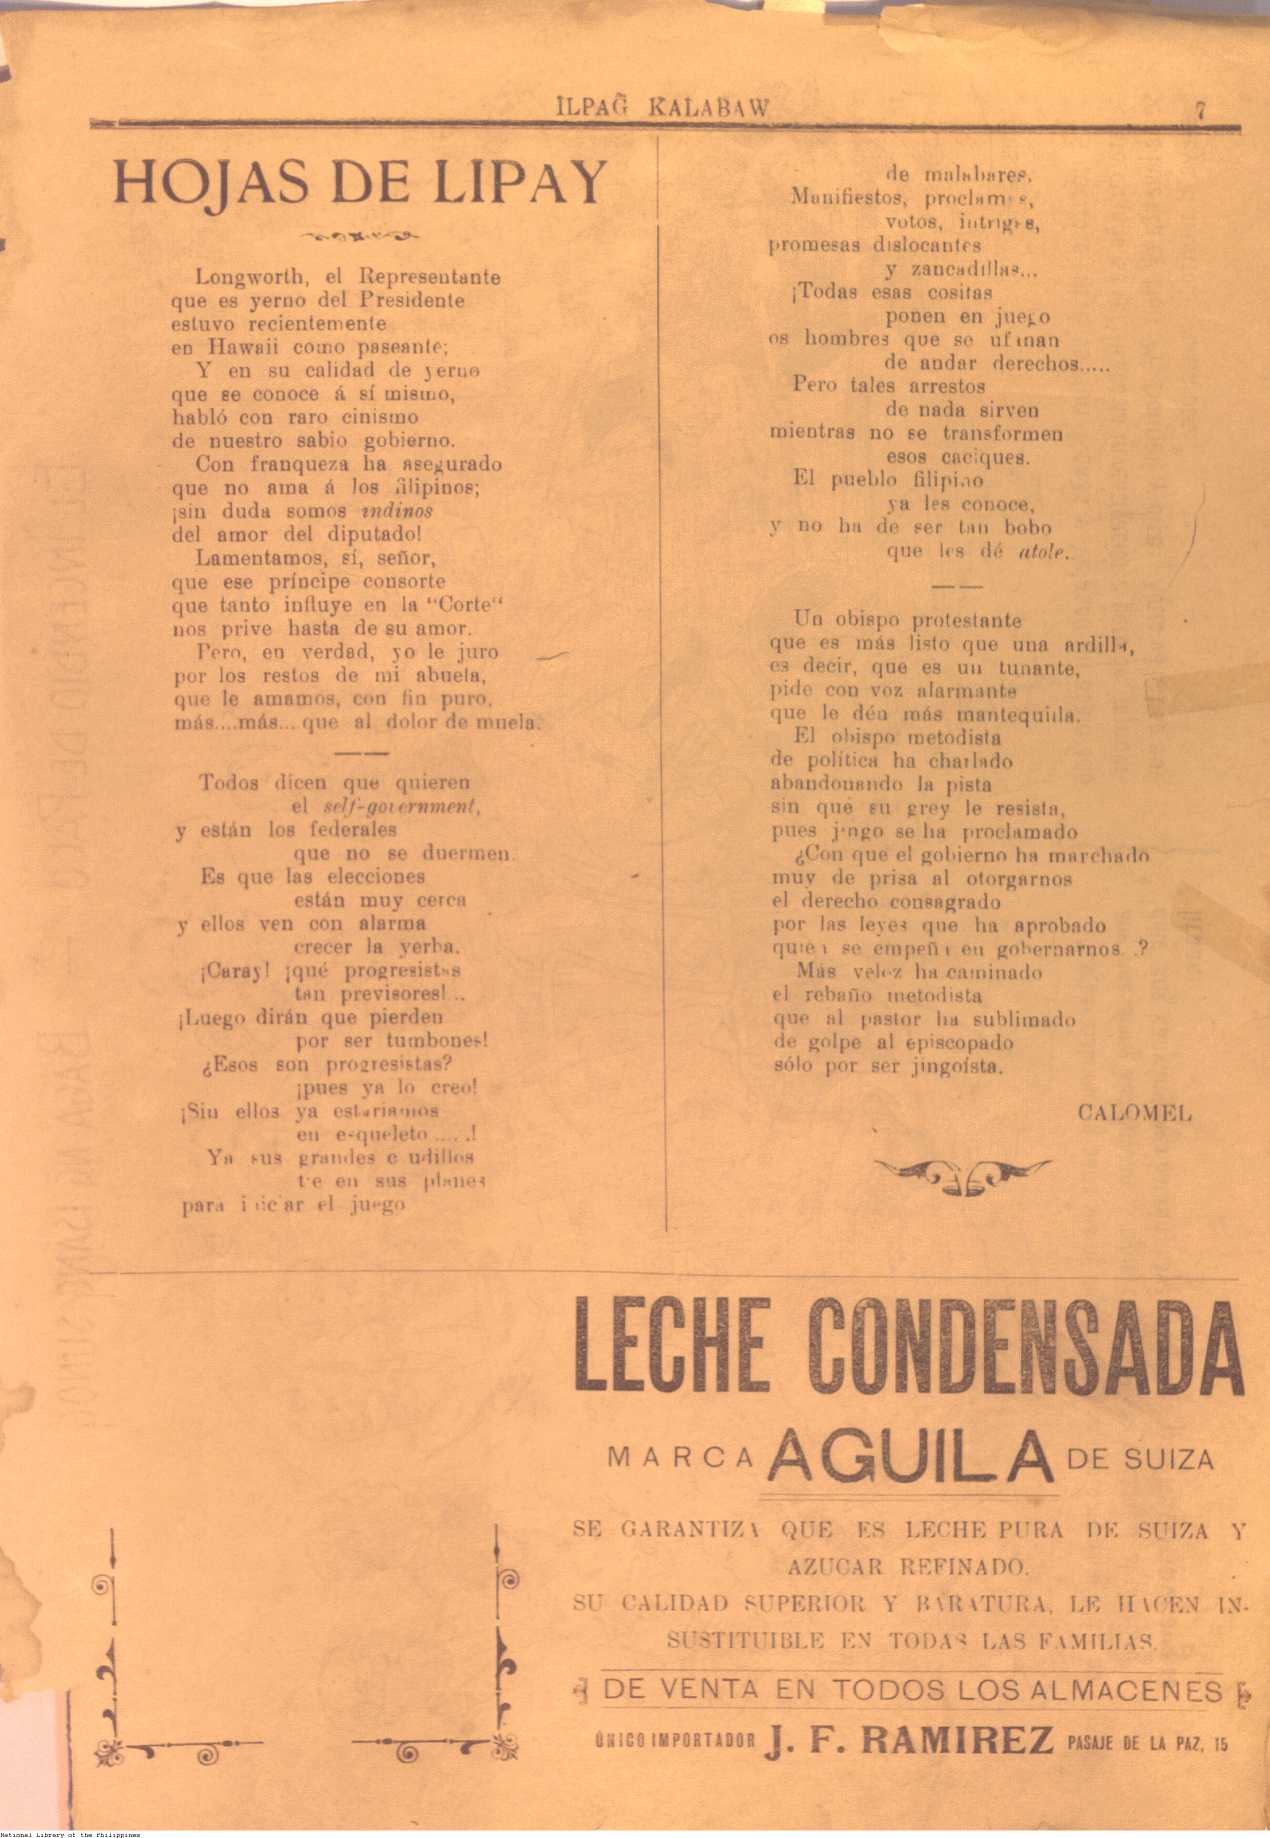 ILPAG̃ KALABAW
7
HOJAS DE LIPAY
Longworth, el Representante
que es yerno del Presidente
estuvo recientemente
en Hawaii como paseante;
Y en su calidad de yerno
que se conoce á sí mismo,
habló con raro cinismo
de nuestro sabio gobierno.
Con franqueza ha asegurado
que no ama á los filipinos;
¡sin duda somos indinos
del amor del diputado!
Lamentamos, sí, señor,
que ese príncipe consorte
que tanto influye en la "Corte"
nos prive hasta de su amor.
Pero, en verdad, yo le juro
por los restos de mi abuela,
que le amamos, con fin puro,
más....más... que al dolor de muela.
Todos dicen que quieren
el self-government,
y están los federales
que no se duermen.
Es que las elecciones
están muy cerca
y ellos ven con alarma
crecer la yerba.
¡Caray! ¡qué progresistas
tan previsores!...
¡Luego dirán que pierden
por ser tumbones!
¿Esos son progresistas?
¡pues ya lo creo!
¡Sin ellos ya estariamos
en esqueleto.....!
Ya sus grandes caudillos
en sus planes
para iniciar el juego
de malabares.
Manifiestos, proclamas,
votos, intrigas,
promesas dislocantes
y zancadillas...
¡Todas esas cositas
ponen en juego
os hombres que se ufanan
de andar derechos.....
Pero tales arrestos
de nada sirven
mientras no se transformen
esos caciques.
El pueblo filipino
ya les conoce,
y no ha de ser tan bobo
que les dé atole.
Un obispo protestante
que es más listo que una ardilla,
es decir, que es un tunante,
pide con voz alarmante
que le dén más mantequilla.
El obispo metodista
de política ha charlado
abandonando la pista
sin que su grey le resista,
pues jingo se ha proclamado
¿Con que el gobierno ha marchado
muy de prisa al otorgarnos
el derecho consagrado
por las leyes que ha aprobado
quien se empeña en gobernarnos...?
Más veloz ha caminado
el rebaño metodista
que al pastor ha sublimado
de golpe al episcopado
sólo por ser jingoísta.
CALOMEL
LECHE CONDENSADA
MARCA AGUILA DE SUIZA
SE GARANTIZA QUE ES LECHE PURA DE SUIZA Y
AZUCAR REFINADO.
SU CALIDAD SUPERIOR Y BARATURA, LE HACEN IN-
SUSTITUIBLE EN TODAS LAS FAMILIAS.
DE VENTA EN TODOS LOS ALMACENES
ÚNICO IMPORTADOR J. F. RAMIREZ PASAJE DE LA PAZ, 15
National Library of the Philippines